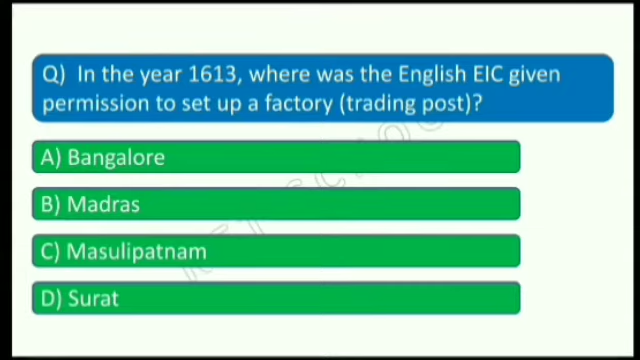 Q) In the year 1613, where was the English EIC given
permission to set up a factory (trading post)?
A) Bangalore
B) Madras
C) Masulipatnam
D) Surat